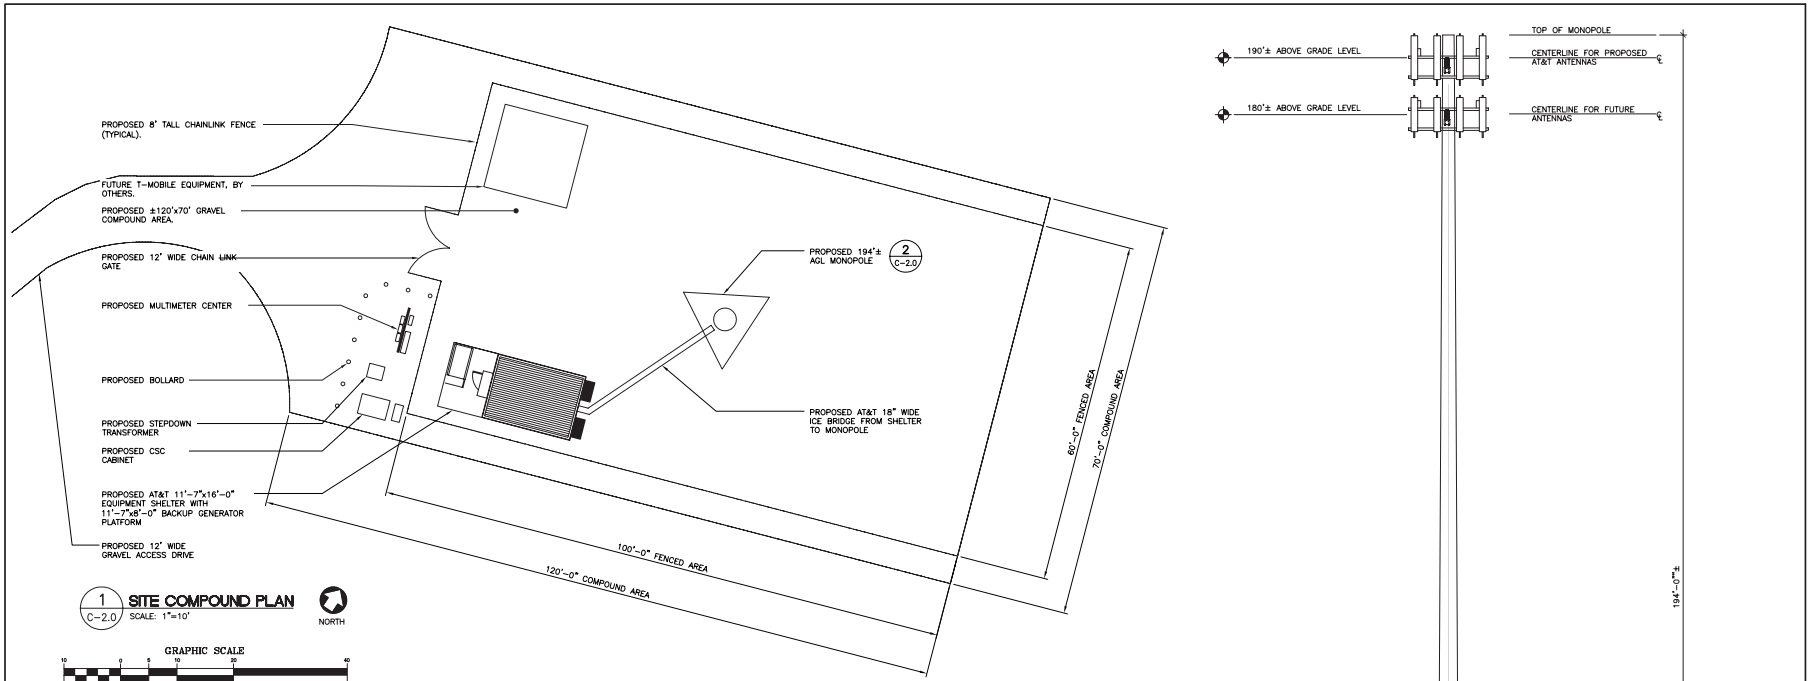 PROPOSED 8' TALL CHAINLINK FENCE
(TYPICAL).
FUTURE T-MOBILE EQUIPMENT, BY
OTHERS.
PROPOSED ±120'x70' GRAVEL
COMPOUND AREA.
PROPOSED 12' WIDE CHAIN LINK
GATE
PROPOSED MULTIMETER CENTER
PROPOSED BOLLARD
PROPOSED STEPDOWN
TRANSFORMER
PROPOSED CSC
CABINET
PROPOSED AT&T 11'-7"x16'-0"
EQUIPMENT SHELTER WITH
11'-7"x8'-0" BACKUP GENERATOR
PLATFORM
PROPOSED 12' WIDE
GRAVEL ACCESS DRIVE
PROPOSED 194'±
AGL MONOPOLE
2
C-2.0
PROPOSED AT&T 18" WIDE
ICE BRIDGE FROM SHELTER
TO MONOPOLE
60'-0" FENCED AREA
70'-0" COMPOUND AREA
100'-0" FENCED AREA
120'-0" COMPOUND AREA
1
C-2.0
SITE COMPOUND PLAN
SCALE: 1"=10'
NORTH
GRAPHIC SCALE
10 0 5 10 20 40
190'± ABOVE GRADE LEVEL
180'± ABOVE GRADE LEVEL
TOP OF MONOPOLE
CENTERLINE FOR PROPOSED
AT&T ANTENNAS
CENTERLINE FOR FUTURE
ANTENNAS
194'-0""±